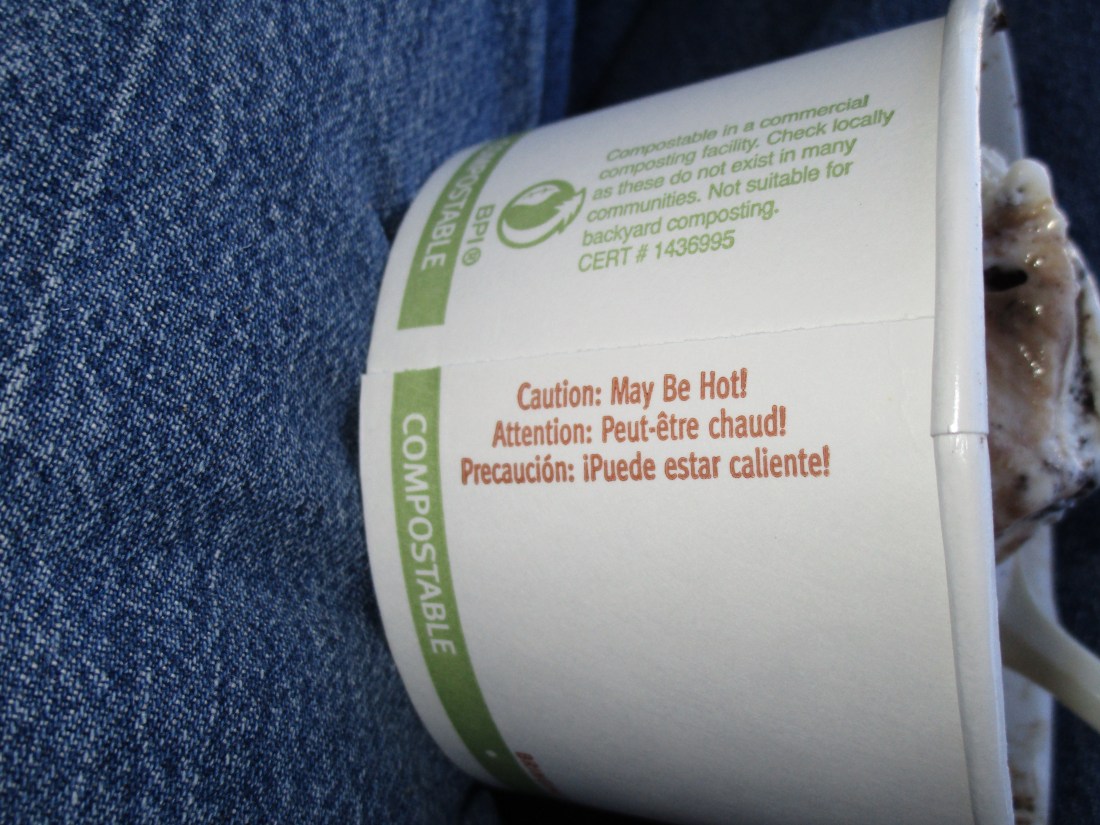 Compostable in a commercial
composting facility. Check locally
as these do not exist in many
communities. Not suitable for
backyard composting.
CERT # 1436995
BPI®
COMPOSTABLE
Caution: May Be Hot!
Attention: Peut-être chaud!
Precaución: ¡Puede estar caliente!
COMPOSTABLE